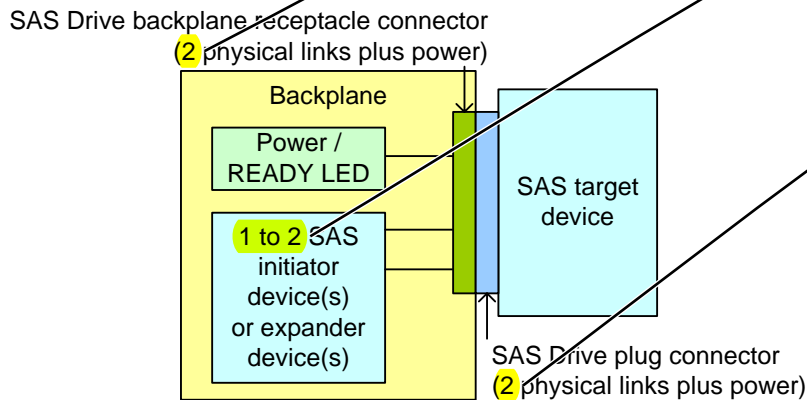 SAS Drive backplane receptacle connector
(2 physical links plus power)
Backplane
Power /
READY LED
1 to 2 SAS
initiator
device(s)
or expander
device(s)
SAS target
device
SAS Drive plug connector
(2 physical links plus power)